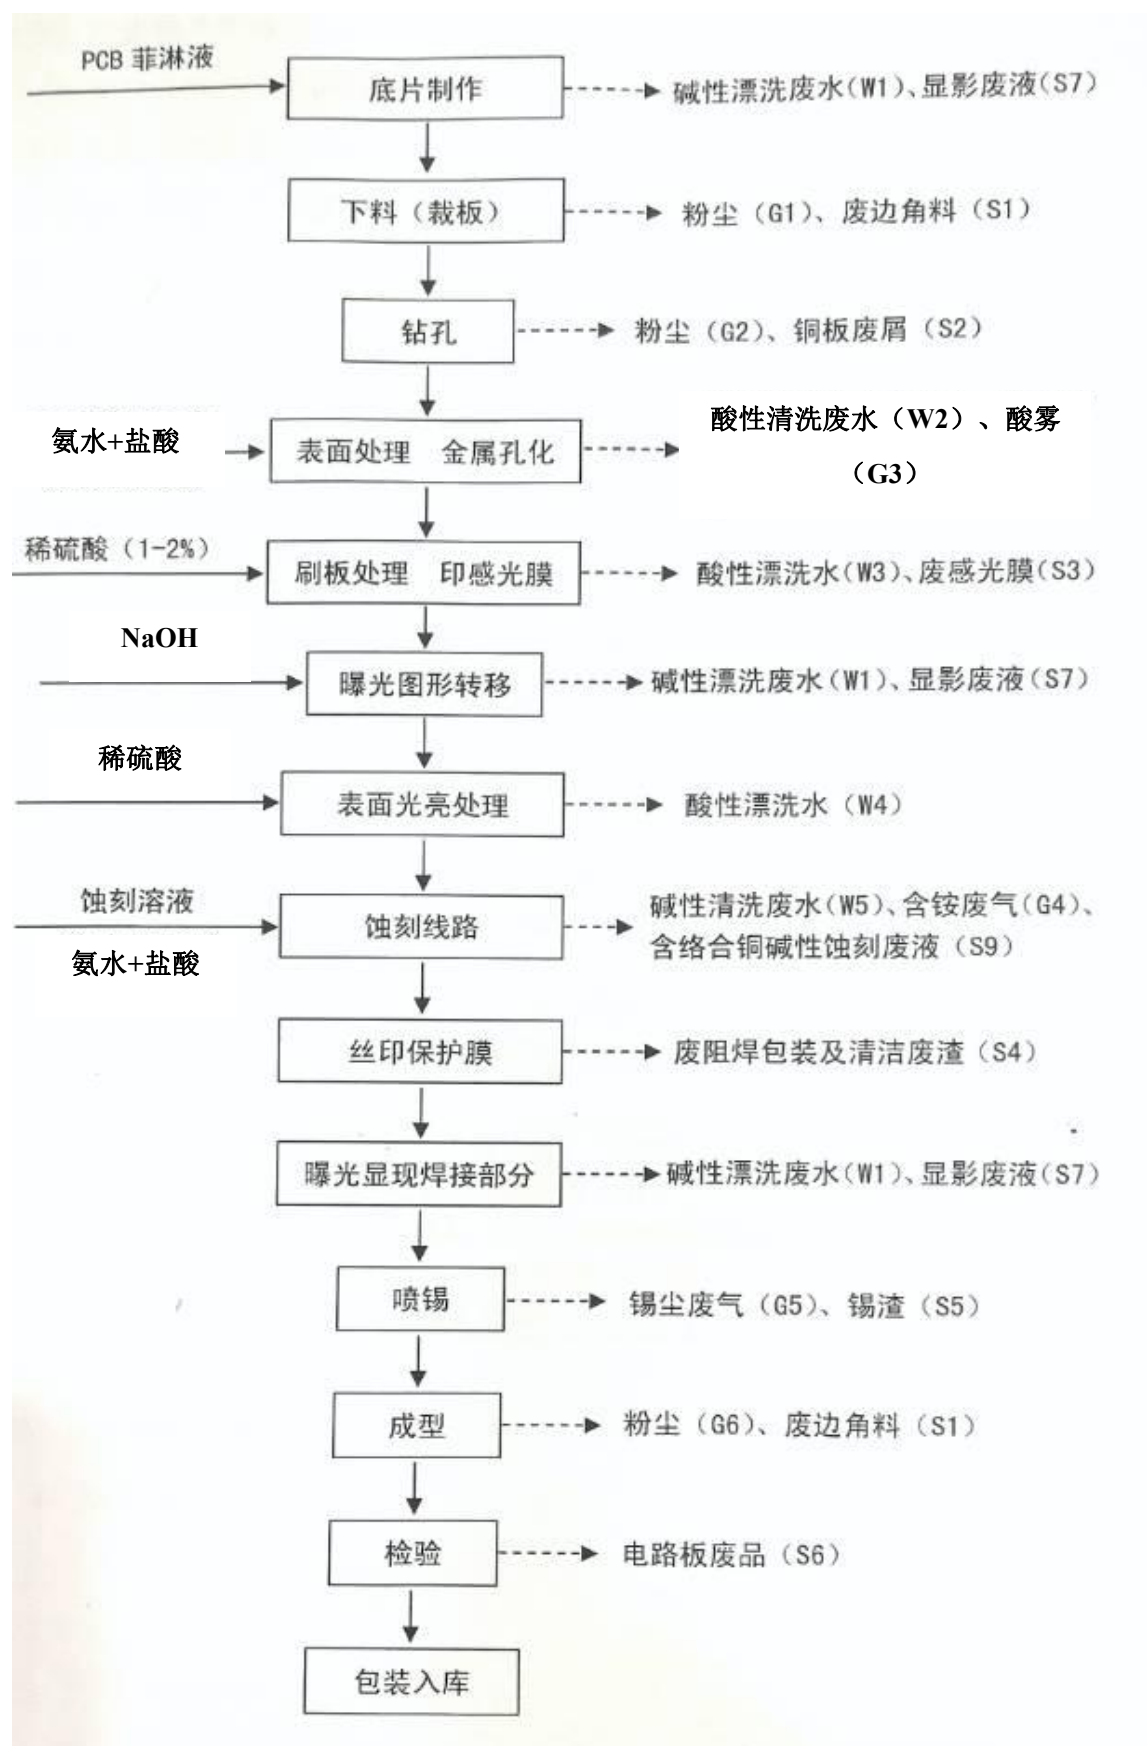 PCB 菲淋液
底片制作
碱性漂洗废水(W1)、显影废液(S7)
下料（裁板）
粉尘（G1）、废边角料（S1）
钻孔
粉尘（G2）、铜板废屑（S2）
氨水+盐酸
表面处理 金属孔化
酸性清洗废水（W2）、酸雾
（G3）
稀硫酸（1-2%）
刷板处理 印感光膜
酸性漂洗水(W3)、废感光膜(S3)
NaOH
曝光图形转移
碱性漂洗废水(W1)、显影废液(S7)
稀硫酸
表面光亮处理
酸性漂洗水（W4）
蚀刻溶液
氨水+盐酸
蚀刻线路
碱性清洗废水(W5)、含铵废气(G4)、
含络合铜碱性蚀刻废液（S9）
丝印保护膜
废阻焊包装及清洁废渣（S4）
曝光显现焊接部分
碱性漂洗废水(W1)、显影废液(S7)
喷锡
锡尘废气（G5）、锡渣（S5）
成型
粉尘（G6）、废边角料（S1）
检验
电路板废品（S6）
包装入库